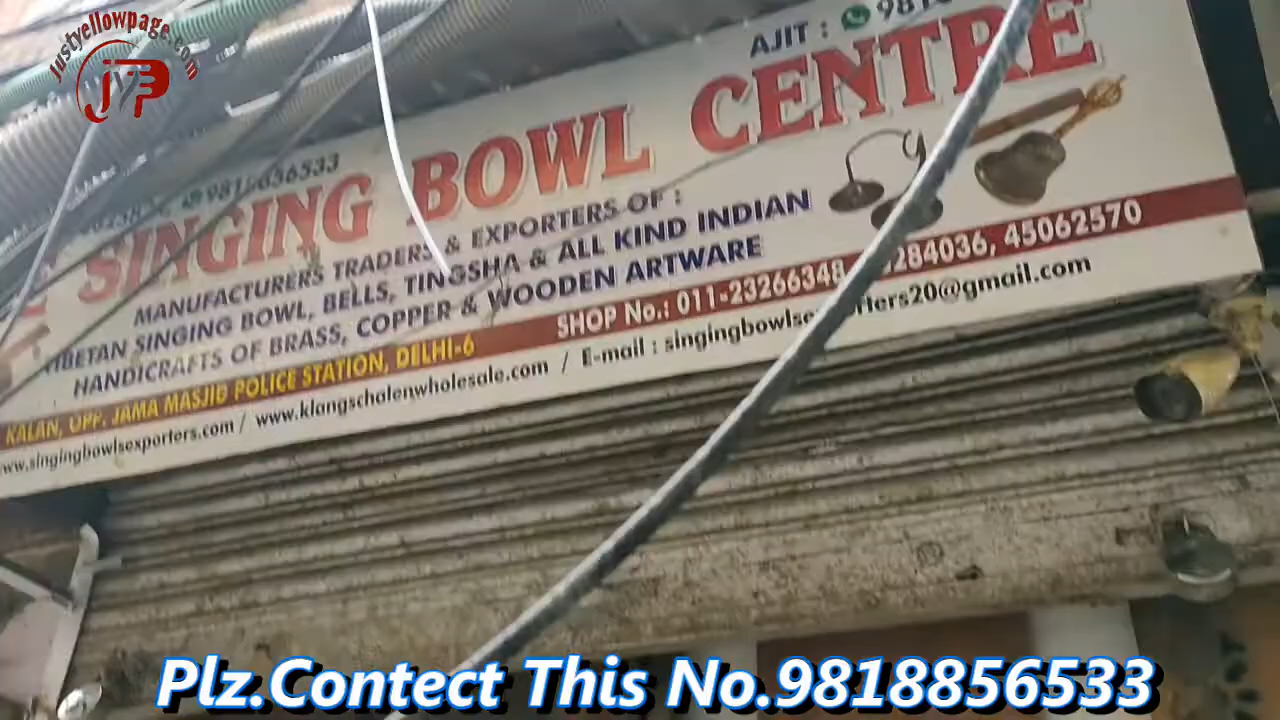 justyellowpage.com
JYP
AJIT :
SINGING BOWL CENTRE
MANUFACTURERS TRADERS & EXPORTERS OF :
TIBETAN SINGING BOWL, BELLS, TINGSHA & ALL KIND INDIAN
HANDICRAFTS OF BRASS, COPPER & WOODEN ARTWARE
KALAN, OPP. JAMA MASJID POLICE STATION, DELHI-6 SHOP No.: 011-23266348, 284036, 45062570
www.singingbowlsexporters.com / www.klangschalenwholesale.com / E-mail : singingbowlsexporters20@gmail.com
Plz.Contect This No.9818856533